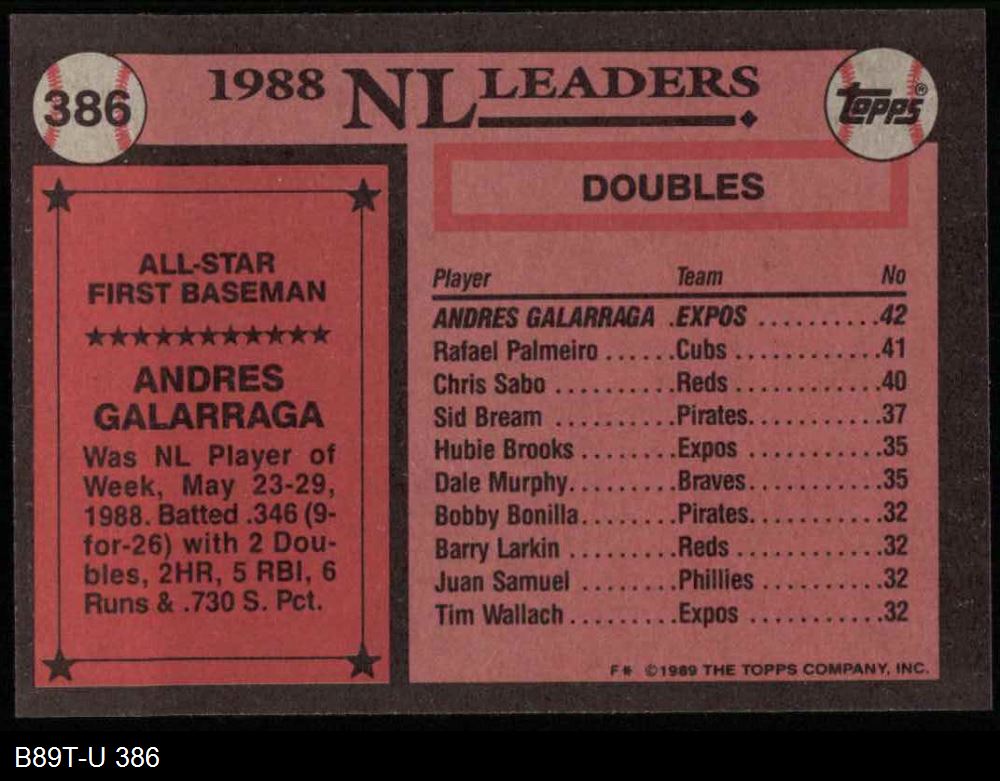 386
1988 NL LEADERS
Topps®
ALL-STAR
FIRST BASEMAN
ANDRES
GALARRAGA
Was NL Player of
Week, May 23-29,
1988. Batted .346 (9-
for-26) with 2 Dou-
bles, 2HR, 5 RBI, 6
Runs & .730 S. Pct.
DOUBLES
Player Team No
ANDRES GALARRAGA .EXPOS ..........42
Rafael Palmeiro ......Cubs ............41
Chris Sabo ..........Reds ............40
Sid Bream ..........Pirates...........37
Hubie Brooks ........Expos ...........35
Dale Murphy.........Braves...........35
Bobby Bonilla........Pirates...........32
Barry Larkin .........Reds ............32
Juan Samuel ........Phillies ..........32
Tim Wallach .........Expos ...........32
F* ©1989 THE TOPPS COMPANY, INC.
B89T-U 386